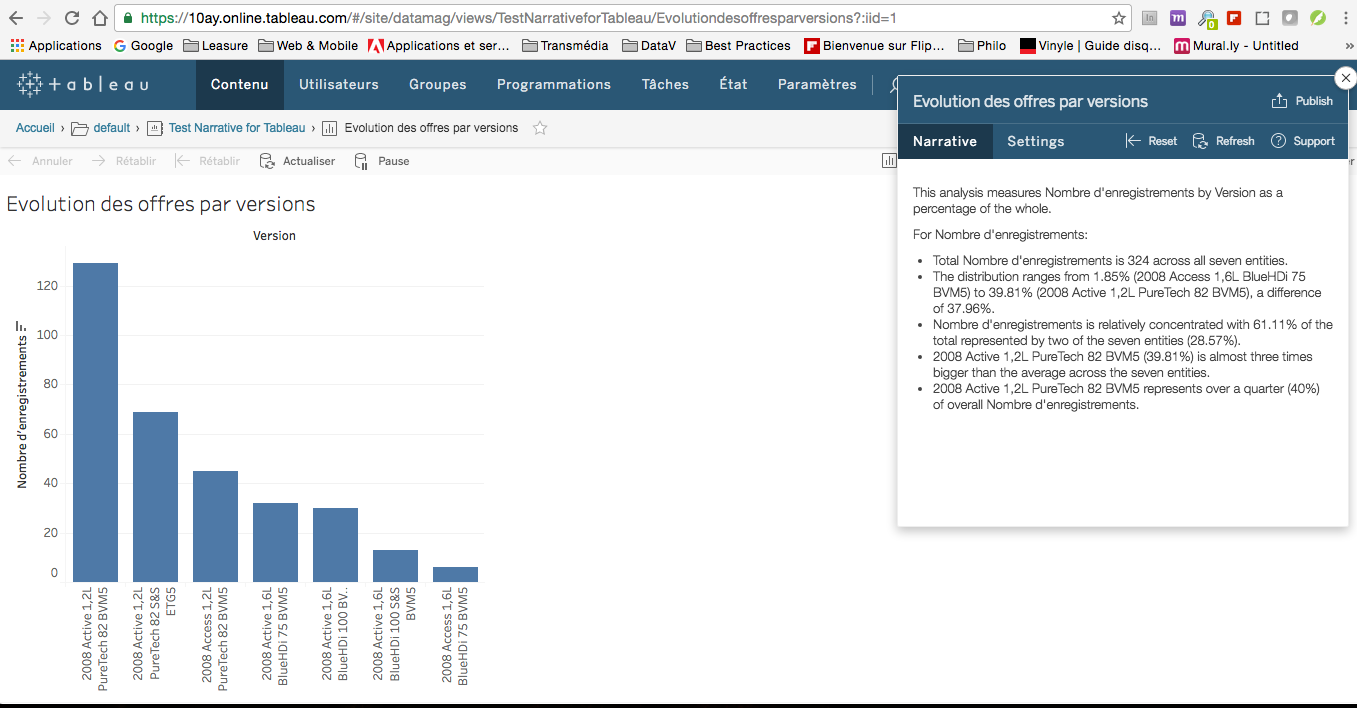 https://10ay.online.tableau.com/#/site/datamag/views/TestNarrativeforTableau/Evolutiondesoffresparversions?:iid=1
In m 0
Applications Google Leasure Web & Mobile Applications et ser... Transmédia DataV Best Practices Bienvenue sur Flip... Philo Vinyle | Guide disq... Mural.ly - Untitled »
+ableau Contenu Utilisateurs Groupes Programmations Tâches État Paramètres
Accueil › default › Test Narrative for Tableau › Evolution des offres par versions
Annuler Rétablir Rétablir Actualiser Pause
Evolution des offres par versions
Version
Nombre d'enregistrements
120
100
80
60
40
20
0
2008 Active 1,2L
PureTech 82 BVM5
2008 Active 1,2L
PureTech 82 S&S
ETG5
2008 Access 1,2L
PureTech 82 BVM5
2008 Active 1,6L
BlueHDi 75 BVM5
2008 Active 1,6L
BlueHDi 100 BV..
2008 Active 1,6L
BlueHDi 100 S&S
BVM5
2008 Access 1,6L
BlueHDi 75 BVM5
Evolution des offres par versions Publish
Narrative Settings Reset Refresh Support
This analysis measures Nombre d'enregistrements by Version as a
percentage of the whole.
For Nombre d'enregistrements:
• Total Nombre d'enregistrements is 324 across all seven entities.
• The distribution ranges from 1.85% (2008 Access 1,6L BlueHDi 75
BVM5) to 39.81% (2008 Active 1,2L PureTech 82 BVM5), a difference
of 37.96%.
• Nombre d'enregistrements is relatively concentrated with 61.11% of the
total represented by two of the seven entities (28.57%).
• 2008 Active 1,2L PureTech 82 BVM5 (39.81%) is almost three times
bigger than the average across the seven entities.
• 2008 Active 1,2L PureTech 82 BVM5 represents over a quarter (40%)
of overall Nombre d'enregistrements.